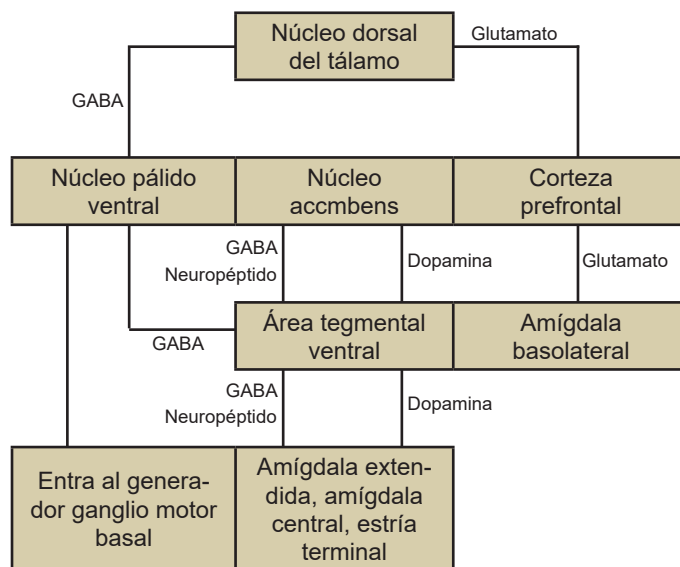 Núcleo dorsal
del tálamo
Glutamato
GABA
Núcleo pálido
ventral
Núcleo
accmbens
Corteza
prefrontal
GABA
Neuropéptido
Dopamina
Glutamato
GABA
Área tegmental
ventral
Amígdala
basolateral
GABA
Neuropéptido
Dopamina
Entra al genera-
dor ganglio motor
basal
Amígdala exten-
dida, amígdala
central, estría
terminal